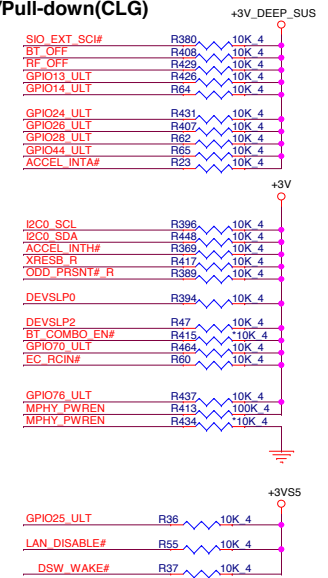 /Pull-down(CLG)
+3V_DEEP_SUS
SIO_EXT_SCI# R380 10K_4
BT_OFF R408 10K_4
RF_OFF R429 10K_4
GPIO13_ULT R426 10K_4
GPIO14_ULT R64 10K_4
GPIO24_ULT R431 10K_4
GPIO26_ULT R407 10K_4
GPIO28_ULT R62 10K_4
GPIO44_ULT R65 10K_4
ACCEL_INTA# R23 10K_4
+3V
I2C0_SCL R396 10K_4
I2C0_SDA R448 10K_4
ACCEL_INTH# R369 10K_4
XRESB_R R417 10K_4
ODD_PRSNT#_R R389 10K_4
DEVSLP0 R394 10K_4
DEVSLP2 R47 10K_4
BT_COMBO_EN# R415 *10K_4
GPIO70_ULT R464 10K_4
EC_RCIN# R60 10K_4
GPIO76_ULT R437 10K_4
MPHY_PWREN R413 100K_4
MPHY_PWREN R434 *10K_4
+3VS5
GPIO25_ULT R36 10K_4
LAN_DISABLE# R55 10K_4
DSW_WAKE# R37 10K_4